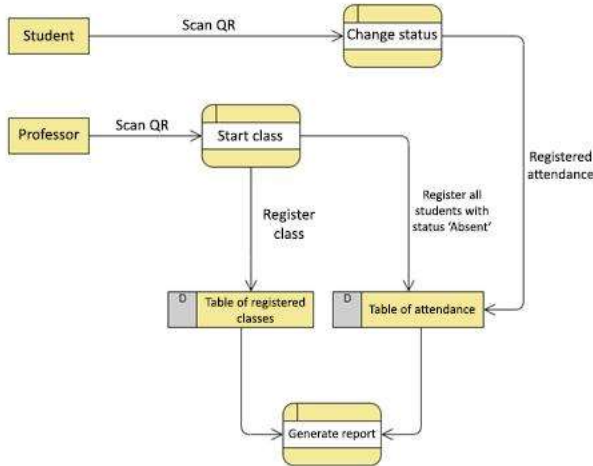 Student
Scan QR
Change status
Professor
Scan QR
Start class
Registered
attendance
Register
class
Register all
students with
status ‘Absent’
D
Table of registered
classes
D
Table of attendance
Generate report